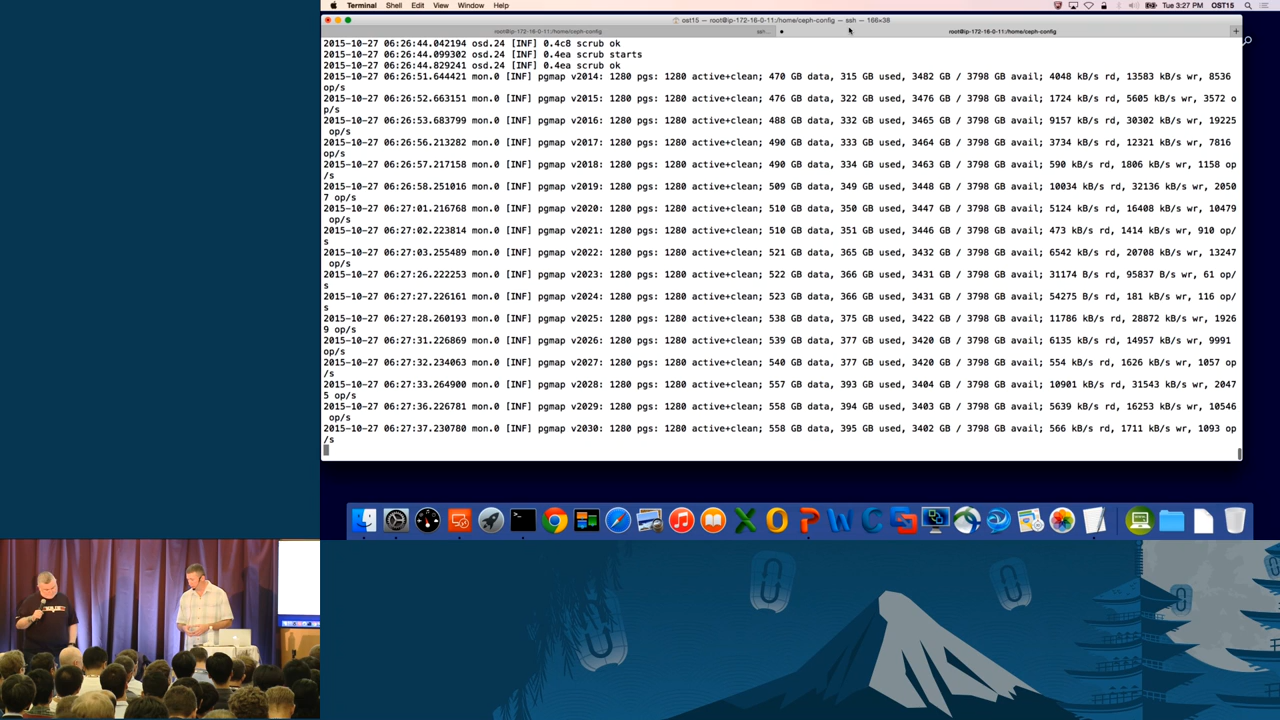 Terminal Shell Edit View Window Help
Tue 3:27 PM OST15
ost15 — root@ip-172-16-0-11:/home/ceph-config — ssh — 166×38
root@ip-172-16-0-11:/home/ceph-config ssh... root@ip-172-16-0-11:/home/ceph-config
2015-10-27 06:26:44.042194 osd.24 [INF] 0.4c8 scrub ok
2015-10-27 06:26:44.099302 osd.24 [INF] 0.4ea scrub starts
2015-10-27 06:26:44.829241 osd.24 [INF] 0.4ea scrub ok
2015-10-27 06:26:51.644421 mon.0 [INF] pgmap v2014: 1280 pgs: 1280 active+clean; 470 GB data, 315 GB used, 3482 GB / 3798 GB avail; 4048 kB/s rd, 13583 kB/s wr, 8536
op/s
2015-10-27 06:26:52.663151 mon.0 [INF] pgmap v2015: 1280 pgs: 1280 active+clean; 476 GB data, 322 GB used, 3476 GB / 3798 GB avail; 1724 kB/s rd, 5605 kB/s wr, 3572 o
p/s
2015-10-27 06:26:53.683799 mon.0 [INF] pgmap v2016: 1280 pgs: 1280 active+clean; 488 GB data, 332 GB used, 3465 GB / 3798 GB avail; 9157 kB/s rd, 30302 kB/s wr, 19225
op/s
2015-10-27 06:26:56.213282 mon.0 [INF] pgmap v2017: 1280 pgs: 1280 active+clean; 490 GB data, 333 GB used, 3464 GB / 3798 GB avail; 3734 kB/s rd, 12321 kB/s wr, 7816
op/s
2015-10-27 06:26:57.217158 mon.0 [INF] pgmap v2018: 1280 pgs: 1280 active+clean; 490 GB data, 334 GB used, 3463 GB / 3798 GB avail; 590 kB/s rd, 1806 kB/s wr, 1158 op
/s
2015-10-27 06:26:58.251016 mon.0 [INF] pgmap v2019: 1280 pgs: 1280 active+clean; 509 GB data, 349 GB used, 3448 GB / 3798 GB avail; 10034 kB/s rd, 32136 kB/s wr, 2050
7 op/s
2015-10-27 06:27:01.216768 mon.0 [INF] pgmap v2020: 1280 pgs: 1280 active+clean; 510 GB data, 350 GB used, 3447 GB / 3798 GB avail; 5124 kB/s rd, 16408 kB/s wr, 10479
op/s
2015-10-27 06:27:02.223814 mon.0 [INF] pgmap v2021: 1280 pgs: 1280 active+clean; 510 GB data, 351 GB used, 3446 GB / 3798 GB avail; 473 kB/s rd, 1414 kB/s wr, 910 op/
s
2015-10-27 06:27:03.255489 mon.0 [INF] pgmap v2022: 1280 pgs: 1280 active+clean; 521 GB data, 365 GB used, 3432 GB / 3798 GB avail; 6542 kB/s rd, 20708 kB/s wr, 13247
op/s
2015-10-27 06:27:26.222253 mon.0 [INF] pgmap v2023: 1280 pgs: 1280 active+clean; 522 GB data, 366 GB used, 3431 GB / 3798 GB avail; 31174 B/s rd, 95837 B/s wr, 61 op/
s
2015-10-27 06:27:27.226161 mon.0 [INF] pgmap v2024: 1280 pgs: 1280 active+clean; 523 GB data, 366 GB used, 3431 GB / 3798 GB avail; 54275 B/s rd, 181 kB/s wr, 116 op/
s
2015-10-27 06:27:28.260193 mon.0 [INF] pgmap v2025: 1280 pgs: 1280 active+clean; 538 GB data, 375 GB used, 3422 GB / 3798 GB avail; 11786 kB/s rd, 28872 kB/s wr, 1926
9 op/s
2015-10-27 06:27:31.226869 mon.0 [INF] pgmap v2026: 1280 pgs: 1280 active+clean; 539 GB data, 377 GB used, 3420 GB / 3798 GB avail; 6135 kB/s rd, 14957 kB/s wr, 9991
op/s
2015-10-27 06:27:32.234063 mon.0 [INF] pgmap v2027: 1280 pgs: 1280 active+clean; 540 GB data, 377 GB used, 3420 GB / 3798 GB avail; 554 kB/s rd, 1626 kB/s wr, 1057 op
/s
2015-10-27 06:27:33.264900 mon.0 [INF] pgmap v2028: 1280 pgs: 1280 active+clean; 557 GB data, 393 GB used, 3404 GB / 3798 GB avail; 10901 kB/s rd, 31543 kB/s wr, 2047
5 op/s
2015-10-27 06:27:36.226781 mon.0 [INF] pgmap v2029: 1280 pgs: 1280 active+clean; 558 GB data, 394 GB used, 3403 GB / 3798 GB avail; 5639 kB/s rd, 16253 kB/s wr, 10546
op/s
2015-10-27 06:27:37.230780 mon.0 [INF] pgmap v2030: 1280 pgs: 1280 active+clean; 558 GB data, 395 GB used, 3402 GB / 3798 GB avail; 566 kB/s rd, 1711 kB/s wr, 1093 op
/s